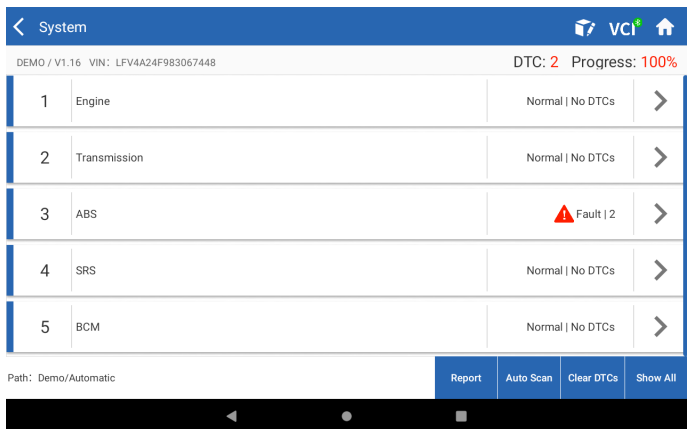 System VCI
DEMO / V1.16 VIN: LFV4A24F983067448 DTC: 2 Progress: 100%
1 Engine Normal | No DTCs
2 Transmission Normal | No DTCs
3 ABS Fault | 2
4 SRS Normal | No DTCs
5 BCM Normal | No DTCs
Path: Demo/Automatic Report Auto Scan Clear DTCs Show All